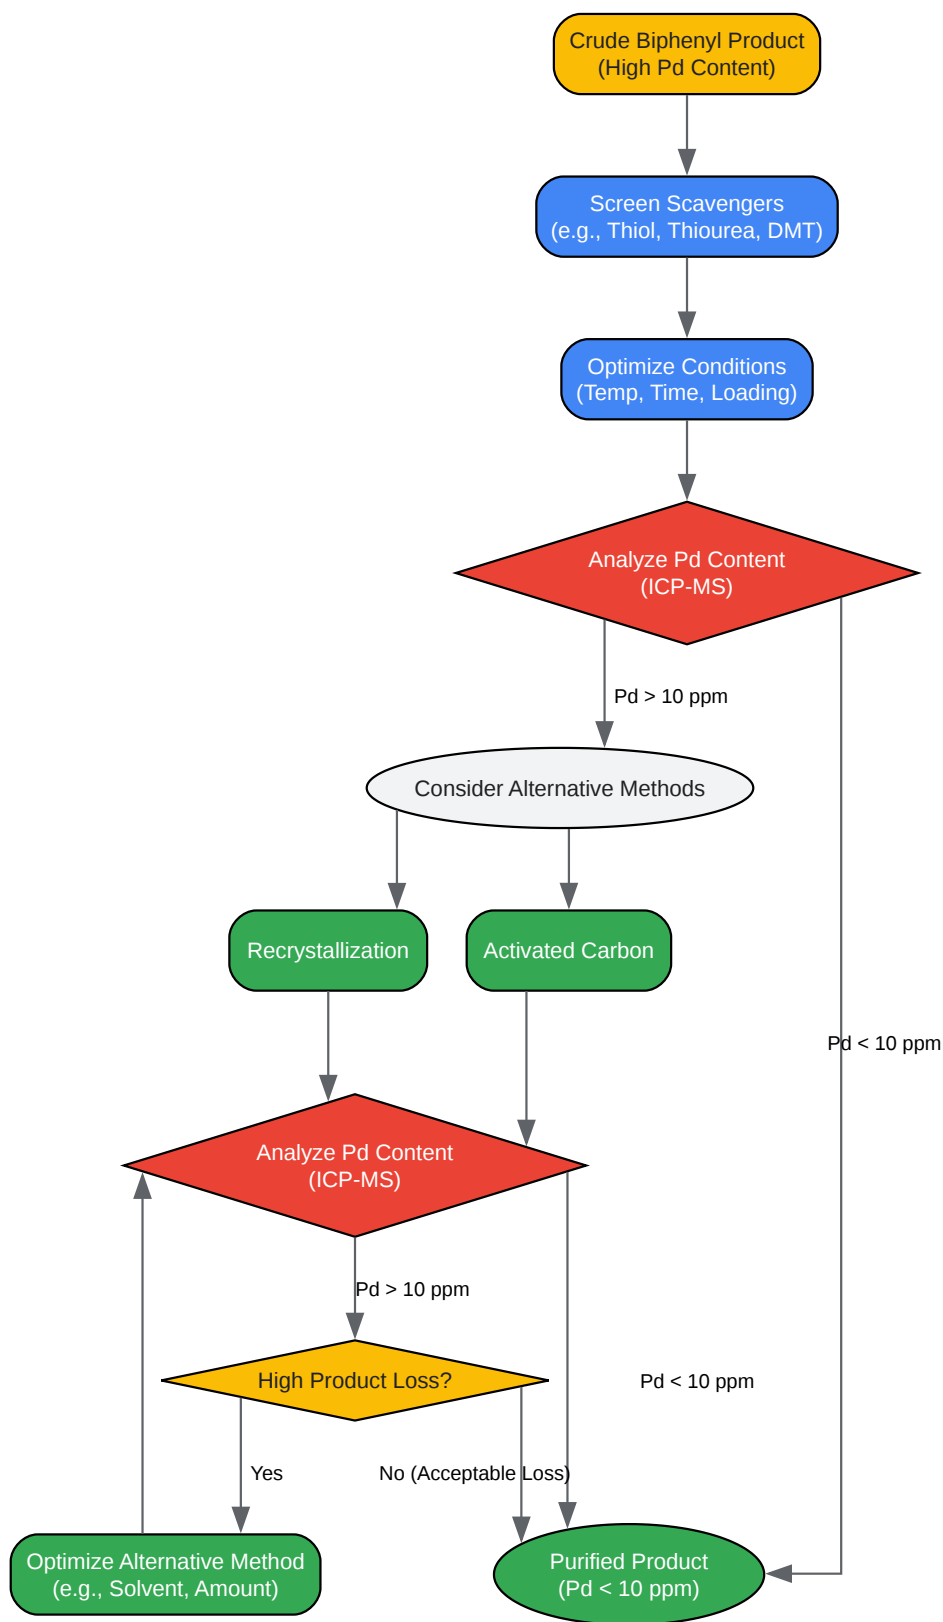 Crude Biphenyl Product
(High Pd Content)
Screen Scavengers
(e.g., Thiol, Thiourea, DMT)
Optimize Conditions
(Temp, Time, Loading)
Analyze Pd Content
(ICP-MS)
Pd > 10 ppm
Consider Alternative Methods
Recrystallization
Activated Carbon
Pd < 10 ppm
Analyze Pd Content
(ICP-MS)
Pd > 10 ppm
High Product Loss?
Pd < 10 ppm
Yes
No (Acceptable Loss)
Optimize Alternative Method
(e.g., Solvent, Amount)
Purified Product
(Pd < 10 ppm)